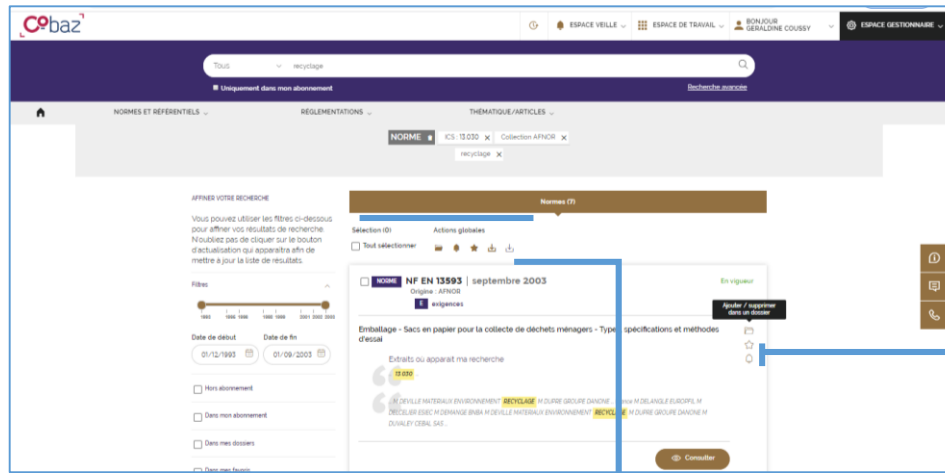 Cobaz
ESPACE VEILLE
ESPACE DE TRAVAIL
BONJOUR
GERALDINE COUSSY
ESPACE GESTIONNAIRE
Tous
recyclage
Uniquement dans mon abonnement
Recherche avancée
NORMES ET RÉFÉRENTIELS
RÉGLEMENTATIONS
THÉMATIQUE/ARTICLES
NORME
ICS : 13.030 x
Collection AFNOR x
recyclage x
AFFINER VOTRE RECHERCHE
Vous pouvez utiliser les filtres ci-dessous
pour affiner vos résultats de recherche.
N'oubliez pas de cliquer sur le bouton
d'actualisation qui apparaitra afin de
mettre à jour la liste de résultats.
Filtres
Date de début
Date de fin
01/12/1993
01/09/2003
Hors abonnement
Dans mon abonnement
Dans mes dossiers
Dans mes favoris
Normes (7)
Sélection (0)
Actions globales
Tout sélectionner
NORME NF EN 13593 | septembre 2003
En vigueur
Origine : AFNOR
E exigences
Ajouter / supprimer
dans un dossier
Emballage - Sacs en papier pour la collecte de déchets ménagers - Types, spécifications et méthodes
d'essai
Extraits où apparait ma recherche
13.030
M DEVILLE MATERIAUX ENVIRONNEMENT RECYCLAGE M DUPRE GROUPE DANONE M DELANGLE EUROPFIL M
ESEC M DEMANGE BNBA M DEVILLE MATERIAUX ENVIRONNEMENT RECYCLAGE M DUPRE GROUPE DANONE M
DUVALEY CEBAL SAS
Consulter